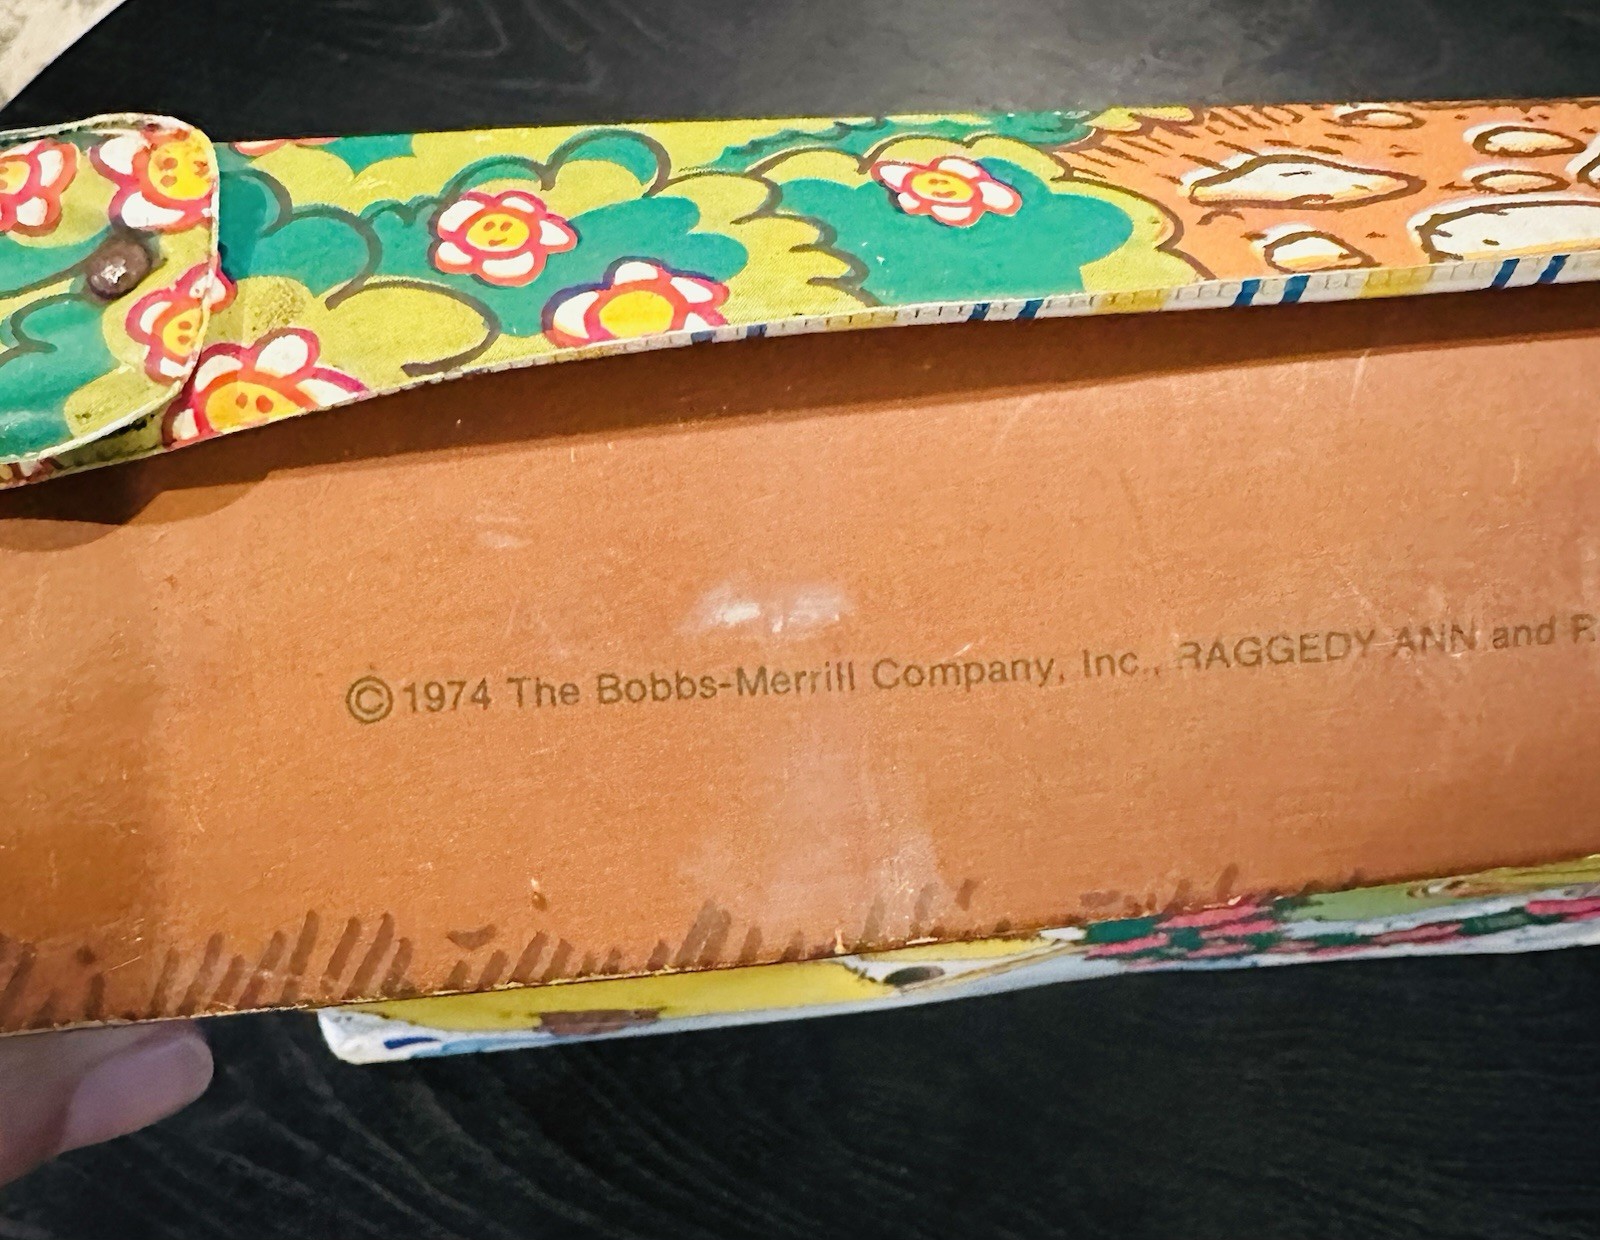 © 1974 The Bobbs-Merrill Company, Inc., RAGGEDY ANN and R